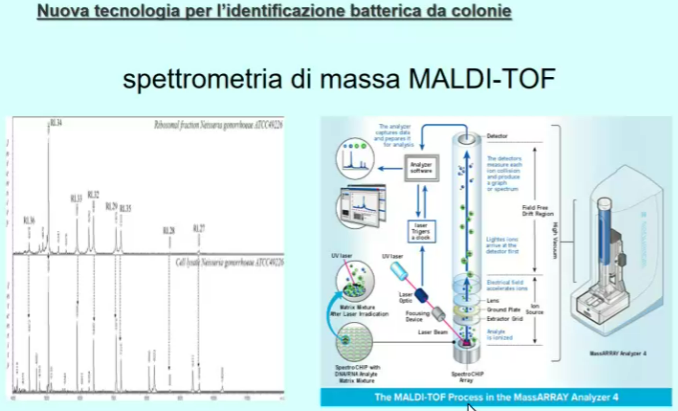 Nuova tecnologia per l'identificazione batterica da colonie
spettrometria di massa MALDI-TOF
Ribosomal fraction Neisseria gonorrhoeae ATCC49226
RL34
RL36
RL33
RL32
RL29
RL35
RL28
RL27
Cell lysate Neisseria gonorrhoeae ATCC49226
The analyzer
captures data
and prepares it
for analysis
Analyzer
software
laser
Trigers
a clock
UV laser
UV laser
Matrix Mixture
After Laser Irradication
Laser
Optic
Focusing
Device
Laser Beam
SpectroCHIP with
DNA/RNA Analyte
Matrix Mixture
SpectroCHIP
Array
Detector
The detectors
measure each
ion collision
and produce
a graph
or spectrum
Field Free
Drift Region
Lighter ions
arrive at the
detector first
High Vacuum
Electrical field
accelerates ions
Lens
Ground Plate
Extractor Grid
Ion
Source
Analyte
is ionized
MassARRAY Analyzer 4
The MALDI-TOF Process in the MassARRAY Analyzer 4